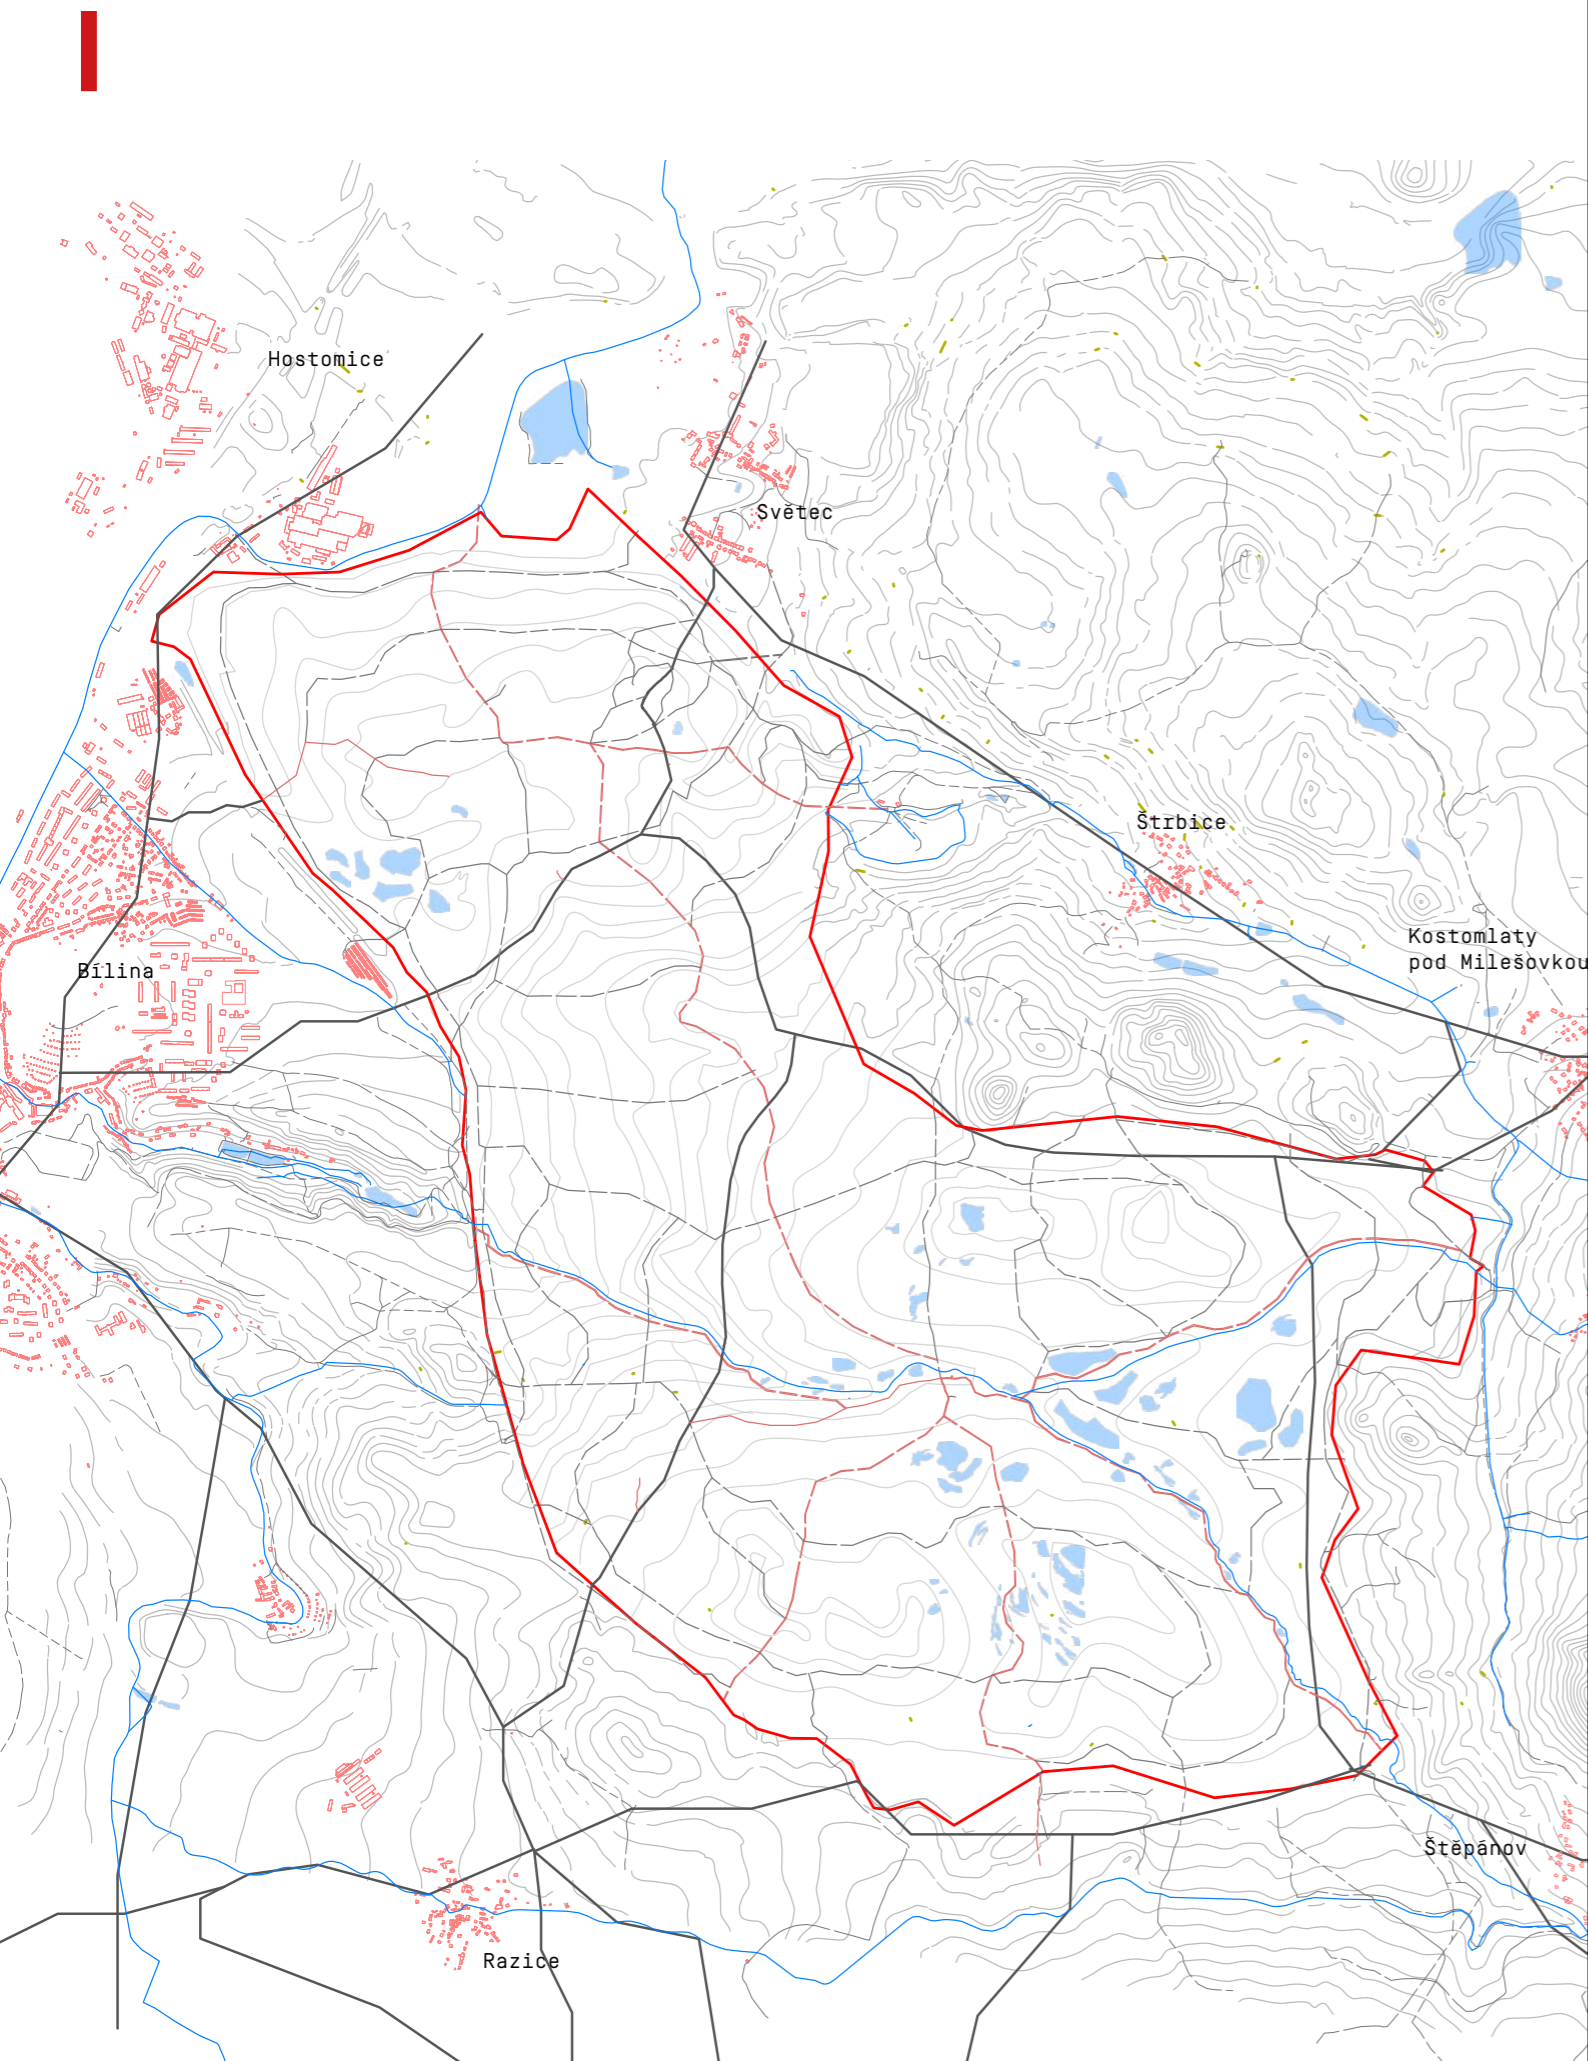 Hostomice
Světec
Štrbice
Kostomlaty
pod Milešovkou
Bílina
Štěpánov
Razice